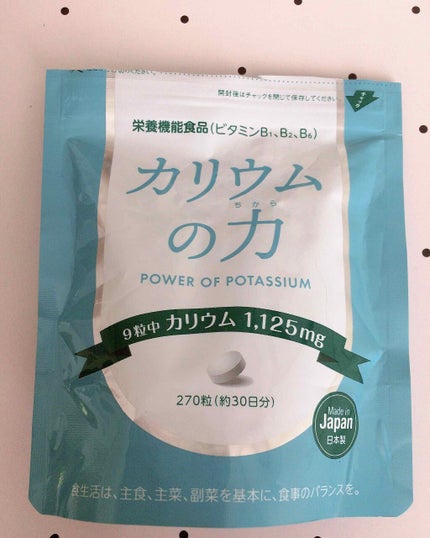 開封後はチャックを閉じて保存してください。
チャック
栄養機能食品(ビタミンB₁、B₂、B₆)
カリウム
ちから
の力
POWER OF POTASSIUM
9粒中 カリウム 1,125mg
270粒(約30日分)
Made in
Japan
日本製
食生活は、主食、主菜、副菜を基本に、食事のバランスを。